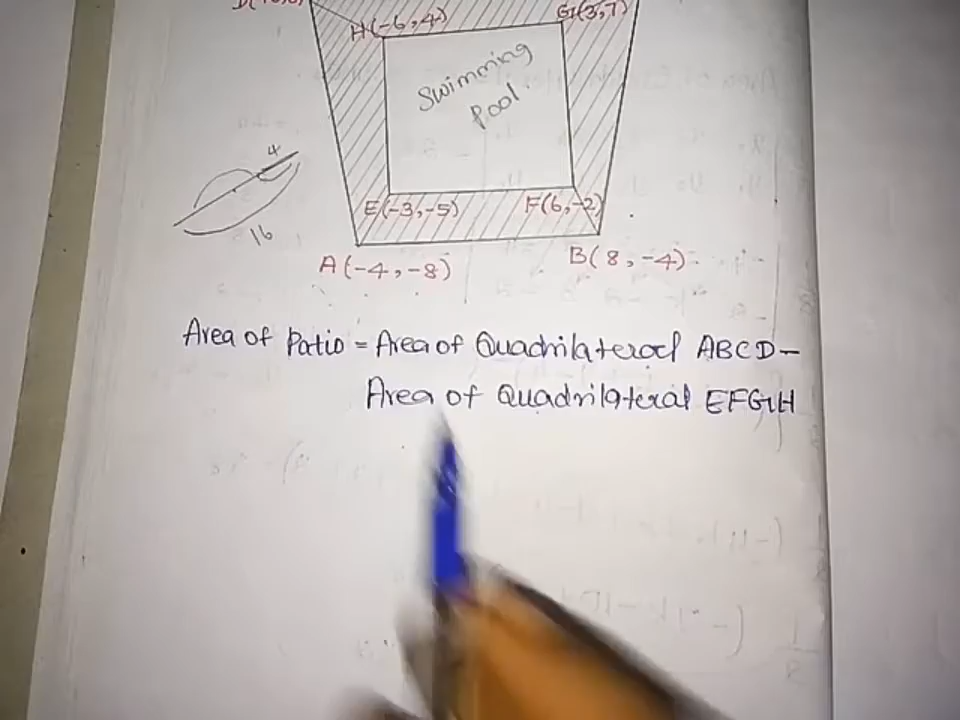 H(-6,4)
G(3,7)
Swimming
Pool
4
16
E(-3,-5)
F(6,-2)
A(-4,-8)
B(8,-4)
Area of Patio = Area of Quadrilateral ABCD-
Area of Quadrilateral EFGH